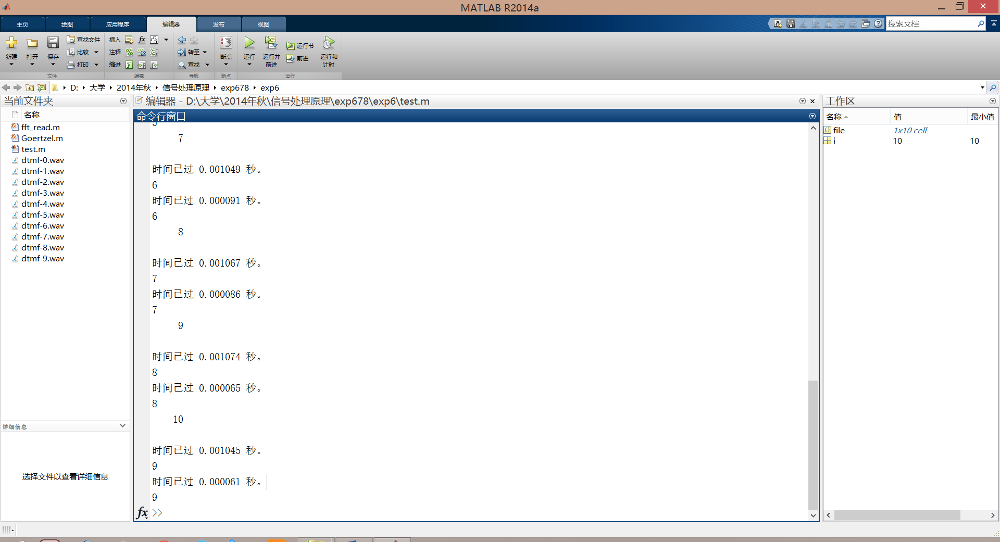 MATLAB R2014a
主页 绘图 应用程序 编辑器 发布 视图
搜索文档
新建 打开 保存 查找文件 比较 打印
插入 fx 注释 缩进
转至 查找
断点
运行 运行并前进 运行节 前进 运行和计时
文件 编辑 导航 断点 运行
D: 大学 2014年秋 信号处理原理 exp678 exp6
当前文件夹
名称
fft_read.m
Goertzel.m
test.m
dtmf-0.wav
dtmf-1.wav
dtmf-2.wav
dtmf-3.wav
dtmf-4.wav
dtmf-5.wav
dtmf-6.wav
dtmf-7.wav
dtmf-8.wav
dtmf-9.wav
详细信息
选择文件以查看详细信息
编辑器 - D:\大学\2014年秋\信号处理原理\exp678\exp6\test.m
命令行窗口
7
时间已过 0.001049 秒。
6
时间已过 0.000091 秒。
6
8
时间已过 0.001067 秒。
7
时间已过 0.000086 秒。
7
9
时间已过 0.001074 秒。
8
时间已过 0.000065 秒。
8
10
时间已过 0.001045 秒。
9
时间已过 0.000061 秒。
9
fx >>
工作区
名称 值 最小值
file 1x10 cell
i 10 10